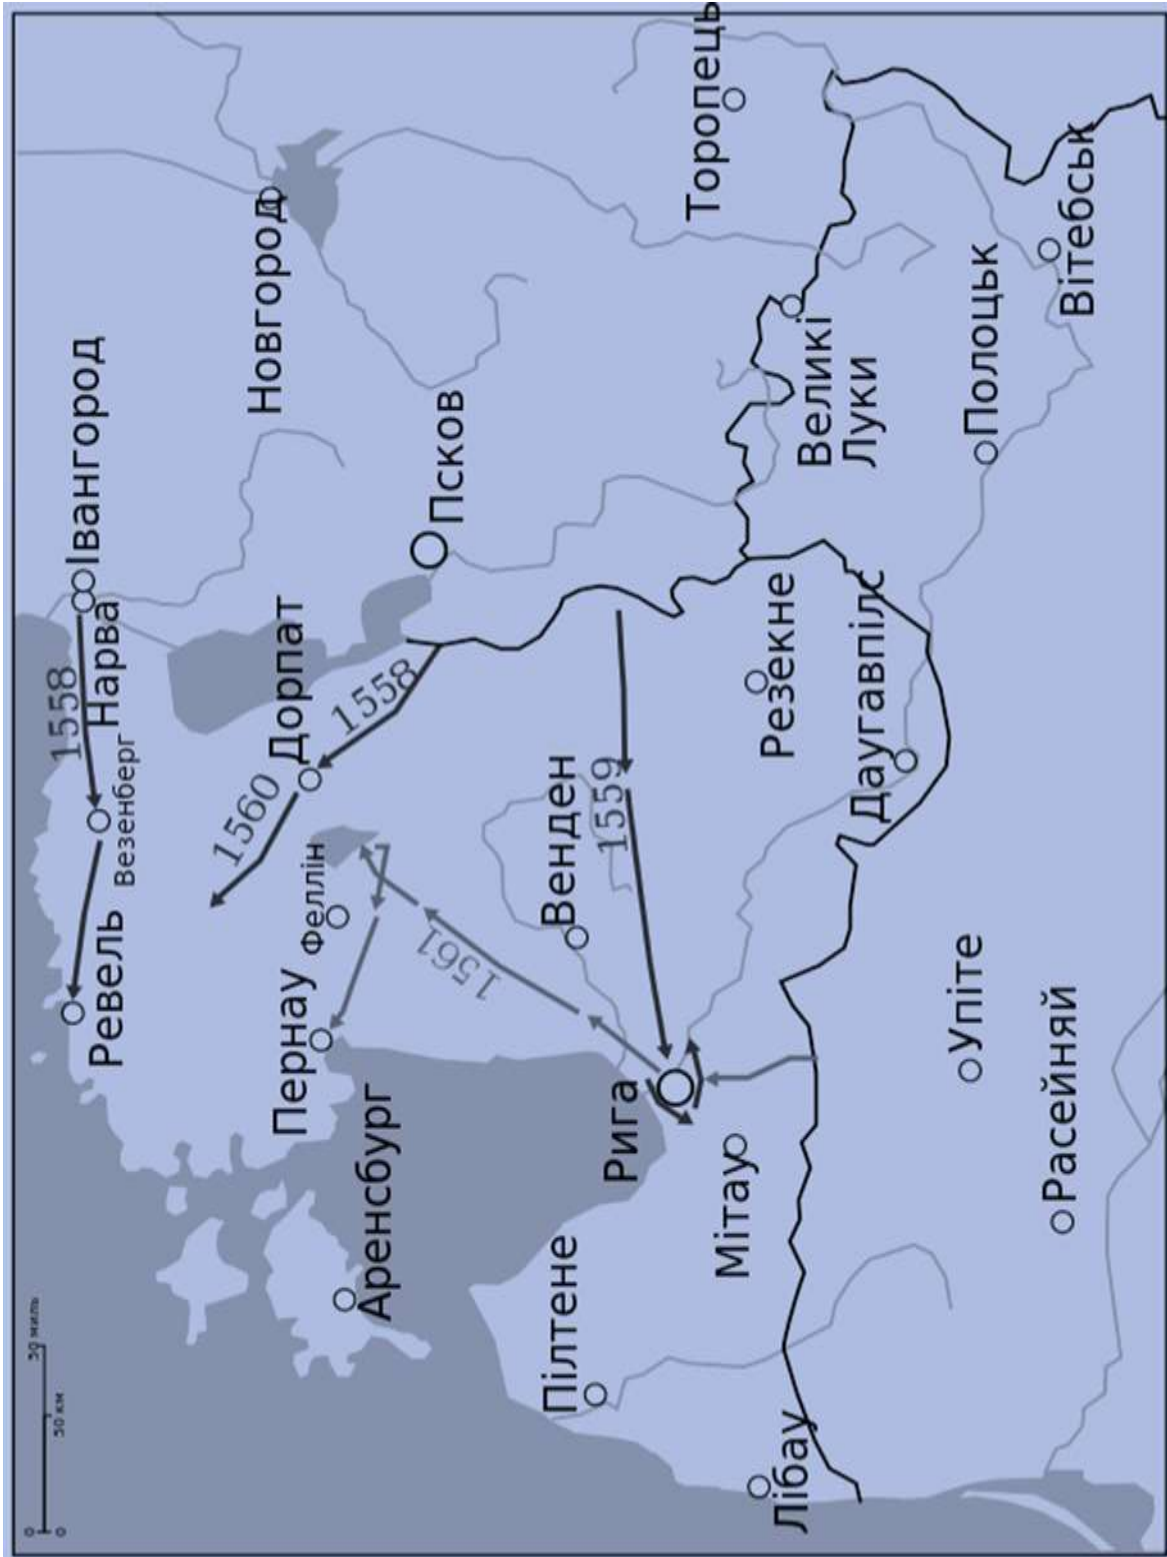 50 миль
0
50 км
0
Івангород
Нарва
1558
Везенберг
Ревель
Новгород
Псков
Дорпат
1558
1560
Феллін
Пернау
Аренсбург
Торопець
Великі
Луки
Вітебськ
Полоцьк
Резекне
Даугавпілс
Венден
1559
1561
Рига
Мітау
Пілтене
Лібау
Упіте
Расейняй